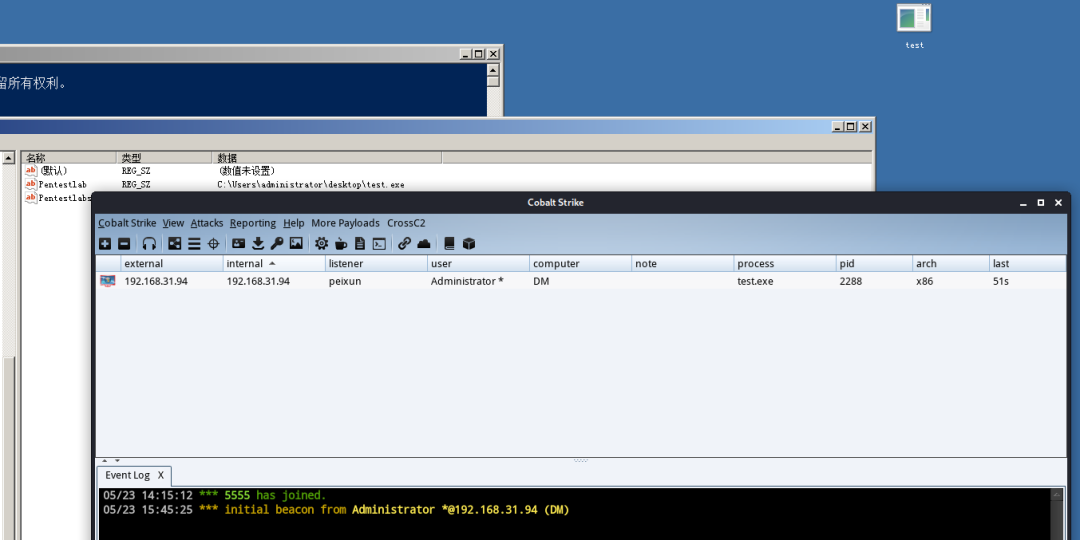 test
留所有权利。
名称 类型 数据
(默认) REG_SZ (数值未设置)
Pentestlab REG_SZ C:\Users\administrator\desktop\test.exe
Pentestlabs
Cobalt Strike
Cobalt Strike View Attacks Reporting Help More Payloads CrossC2
external internal listener user computer note process pid arch last
192.168.31.94 192.168.31.94 peixun Administrator * DM test.exe 2288 x86 51s
Event Log X
05/23 14:15:12 *** 5555 has joined.
05/23 15:45:25 *** initial beacon from Administrator *@192.168.31.94 (DM)